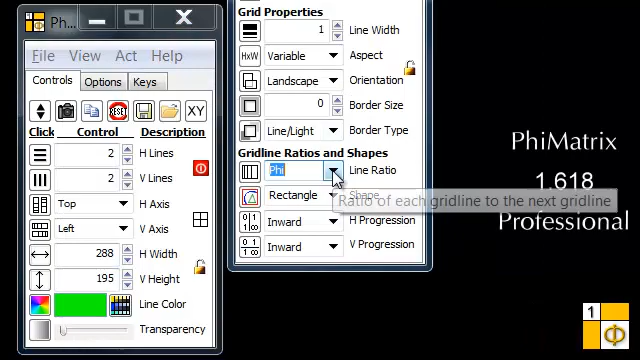 Ph...
File View Act Help
Controls Options Keys
RESET
XY
Click Control Description
2 H Lines
2 V Lines
Top H Axis
Left V Axis
288 H Width
195 V Height
Line Color
Transparency
Grid Properties
1 Line Width
HxW Variable Aspect
Landscape Orientation
0 Border Size
Line/Light Border Type
Gridline Ratios and Shapes
Phi Line Ratio
Rectangle Shape
Ratio of each gridline to the next gridline
Inward H Progression
Inward V Progression
PhiMatrix
1.618
Professional
1
Φ